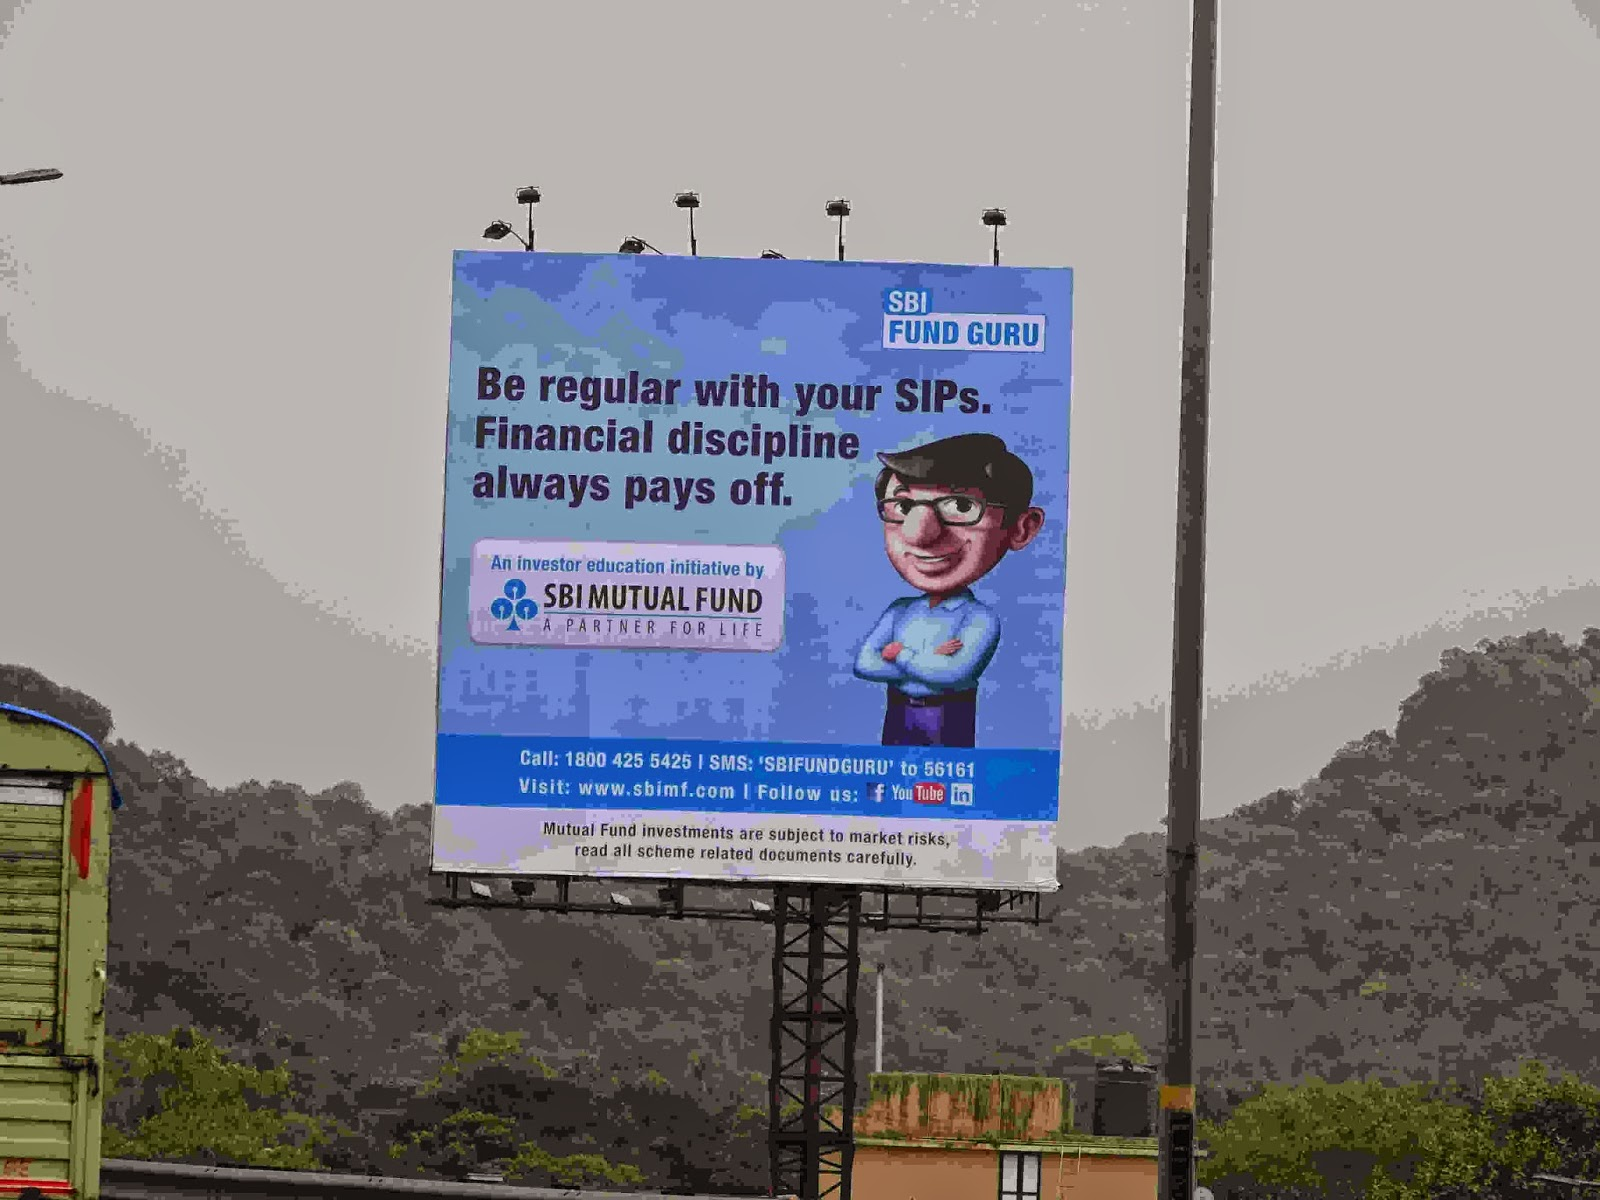 SBI
FUND GURU
Be regular with your SIPs.
Financial discipline
always pays off.
An investor education initiative by
SBI MUTUAL FUND
A PARTNER FOR LIFE
Call: 1800 425 5425 | SMS: 'SBIFUNDGURU' to 56161
Visit: www.sbimf.com | Follow us: f YouTube in
Mutual Fund investments are subject to market risks,
read all scheme related documents carefully.